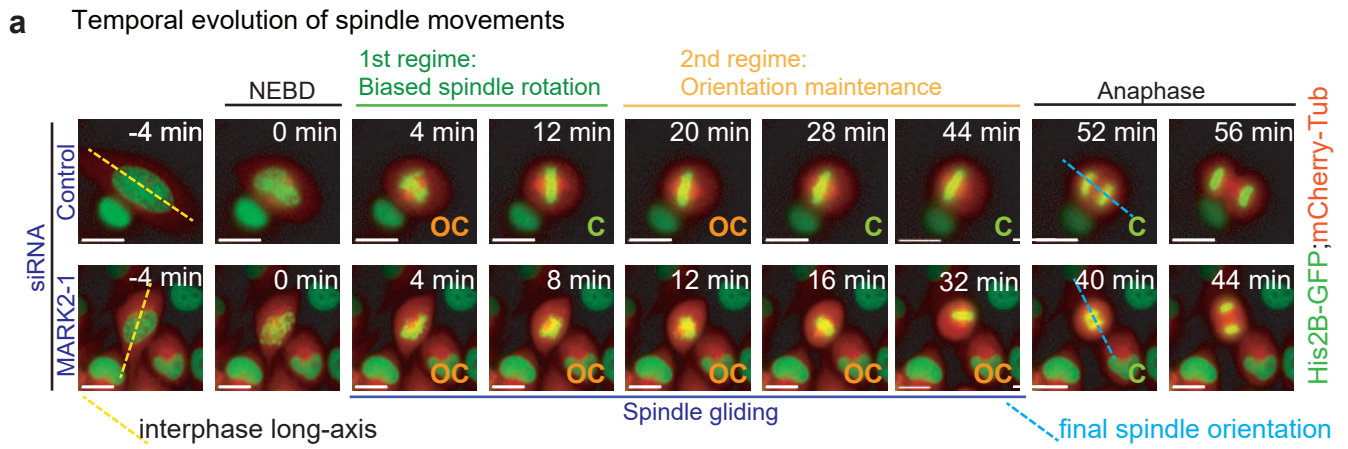 a Temporal evolution of spindle movements
1st regime:
Biased spindle rotation
2nd regime:
Orientation maintenance
NEBD
Anaphase
siRNA
Control
-4 min 0 min 4 min 12 min 20 min 28 min 44 min 52 min 56 min
OC C OC C C C
MARK2-1
-4 min 0 min 4 min 8 min 12 min 16 min 32 min 40 min 44 min
OC OC OC OC OC C
His2B-GFP;mCherry-Tub
Spindle gliding
interphase long-axis
final spindle orientation